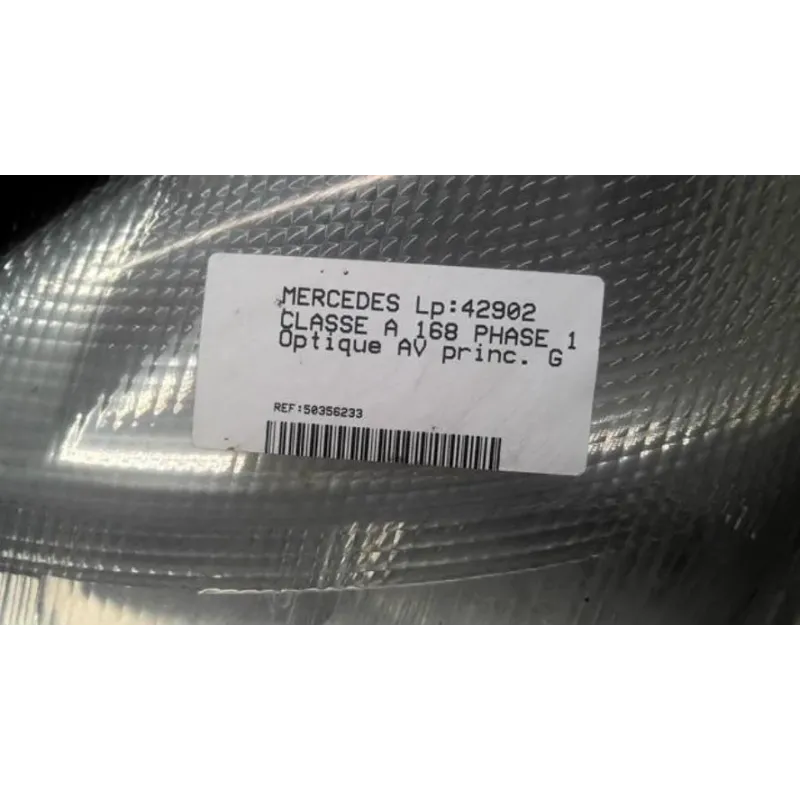 MERCEDES Lp:42902
CLASSE A 168 PHASE 1
Optique AV princ. G
REF:50356233